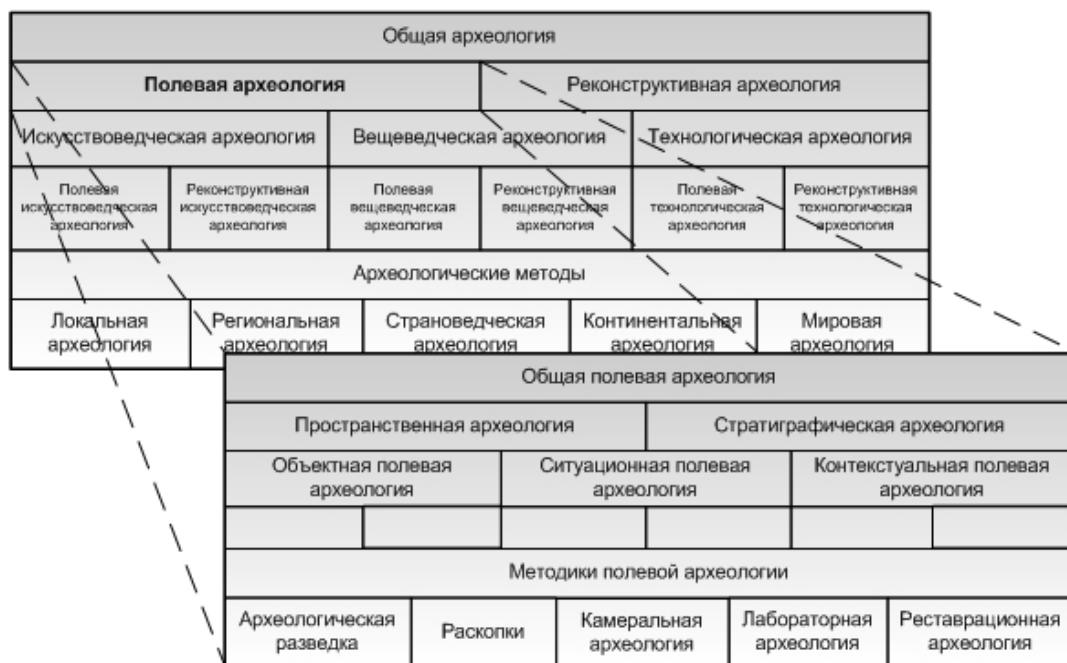 Общая археология
Полевая археология
Реконструктивная археология
Искусствоведческая археология
Вещеведческая археология
Технологическая археология
Полевая
искусствоведческая
археология
Реконструктивная
искусствоведческая
археология
Полевая
вещеведческая
археология
Реконструктивная
вещеведческая
археология
Полевая
технологическая
археология
Реконструктивная
технологическая
археология
Археологические методы
Локальная
археология
Региональная
археология
Страноведческая
археология
Континентальная
археология
Мировая
археология
Общая полевая археология
Пространственная археология
Стратиграфическая археология
Объектная полевая
археология
Ситуационная полевая
археология
Контекстуальная полевая
археология
Методики полевой археологии
Археологическая
разведка
Раскопки
Камеральная
археология
Лабораторная
археология
Реставрационная
археология